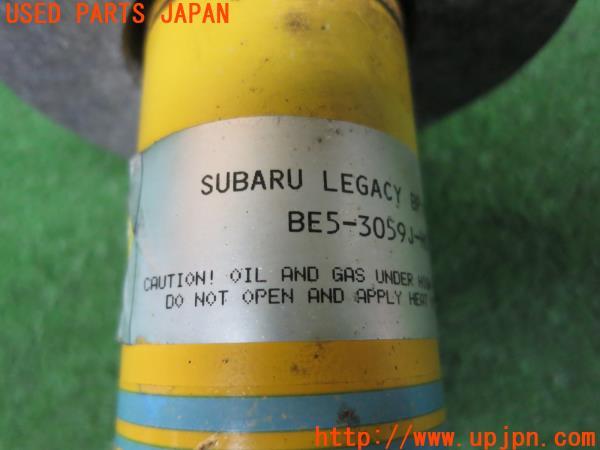 USED PARTS JAPAN
SUBARU LEGACY
BE5-3059J-
CAUTION! OIL AND GAS UNDER
DO NOT OPEN AND APPLY HEAT
http://www.upjpn.com